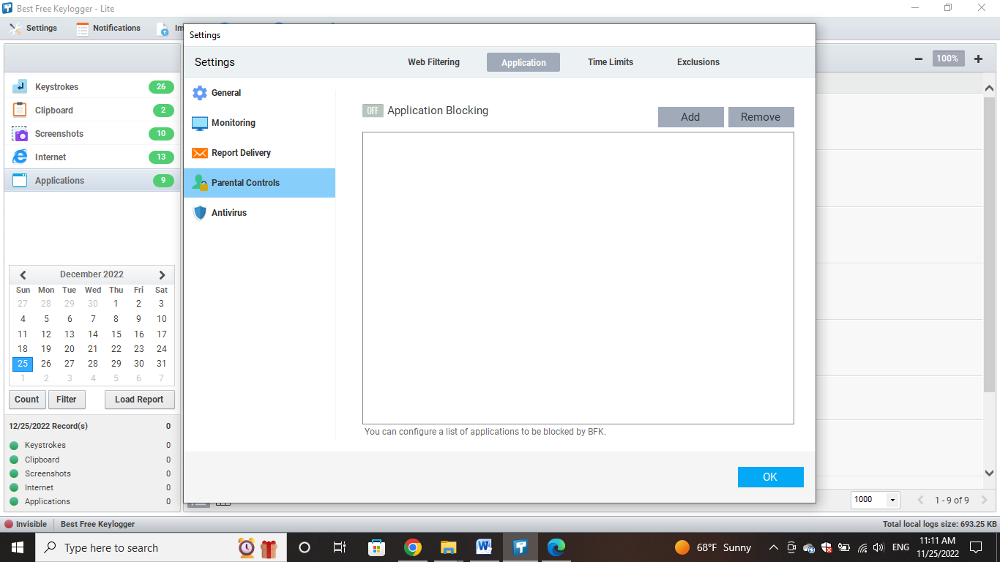 Best Free Keylogger - Lite
Settings
Notifications
Im
Settings
Settings
Web Filtering
Application
Time Limits
Exclusions
100%
Keystrokes 26
Clipboard 2
Screenshots 10
Internet 13
Applications 9
General
Monitoring
Report Delivery
Parental Controls
Antivirus
OFF Application Blocking
Add
Remove
You can configure a list of applications to be blocked by BFK.
OK
December 2022
Sun Mon Tue Wed Thu Fri Sat
27 28 29 30 1 2 3
4 5 6 7 8 9 10
11 12 13 14 15 16 17
18 19 20 21 22 23 24
25 26 27 28 29 30 31
1 2 3 4 5 6 7
Count
Filter
Load Report
12/25/2022 Record(s) 0
Keystrokes 0
Clipboard 0
Screenshots 0
Internet 0
Applications 0
1000
1 - 9 of 9
Invisible
Best Free Keylogger
Total local logs size: 693.25 KB
Type here to search
68°F Sunny
ENG
11:11 AM
11/25/2022